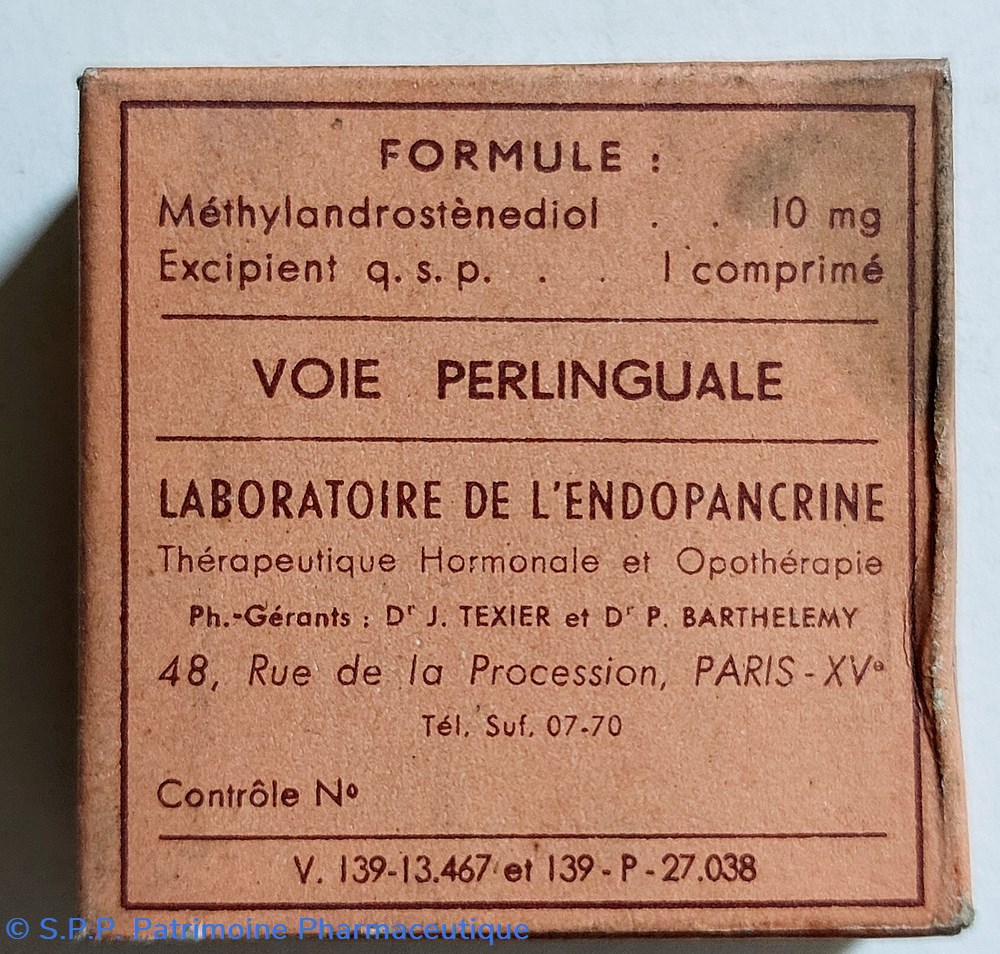 FORMULE :
Méthylandrostènediol . . 10 mg
Excipient q. s. p. . . 1 comprimé
VOIE PERLINGUALE
LABORATOIRE DE L'ENDOPANCRINE
Thérapeutique Hormonale et Opothérapie
Ph.-Gérants : Dr J. TEXIER et Dr P. BARTHELEMY
48, Rue de la Procession, PARIS-XVe
Tél. Suf. 07-70
Contrôle No
V. 139-13.467 et 139 - P - 27.038
© S.P.P. Patrimoine Pharmaceutique